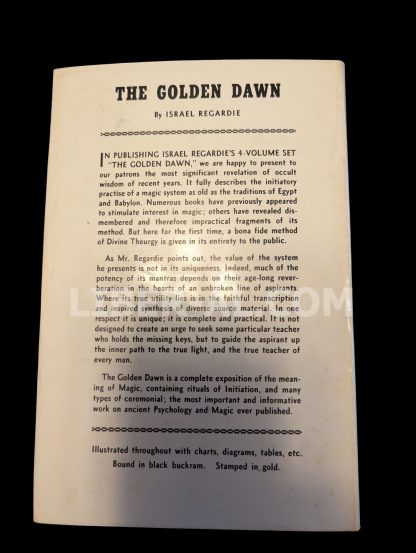 THE GOLDEN DAWN
By ISRAEL REGARDIE
IN PUBLISHING ISRAEL REGARDIE'S 4-VOLUME SET
"THE GOLDEN DAWN," we are happy to present to
our patrons the most significant revelation of occult
wisdom of recent years. It fully describes the initiatory
practise of a magic system as old as the traditions of Egypt
and Babylon. Numerous books have previously appeared
to stimulate interest in magic; others have revealed dis-
membered and therefore impractical fragments of its
method. But here for the first time, a bona fide method
of Divine Theurgy is given in its entirety to the public.
As Mr. Regardie points out, the value of the system
he presents is not in its uniqueness. Indeed, much of the
potency of its mantras depends on their age-long rever-
beration in the hearts of an unbroken line of aspirants.
Where its true utility lies is in the faithful transcription
and inspired synthesis of diversified material. In this
respect it is unique; it is complete and practical. It is not
designed to create an urge to seek some particular teacher
who holds the missing keys, but to guide the aspirant up
the inner path to the true light, and the true teacher of
every man.
The Golden Dawn is a complete exposition of the mean-
ing of Magic, containing rituals of Initiation, and many
types of ceremonial; the most important and informative
work on ancient Psychology and Magic ever published.
Illustrated throughout with charts, diagrams, tables, etc.
Bound in black buckram. Stamped in gold.